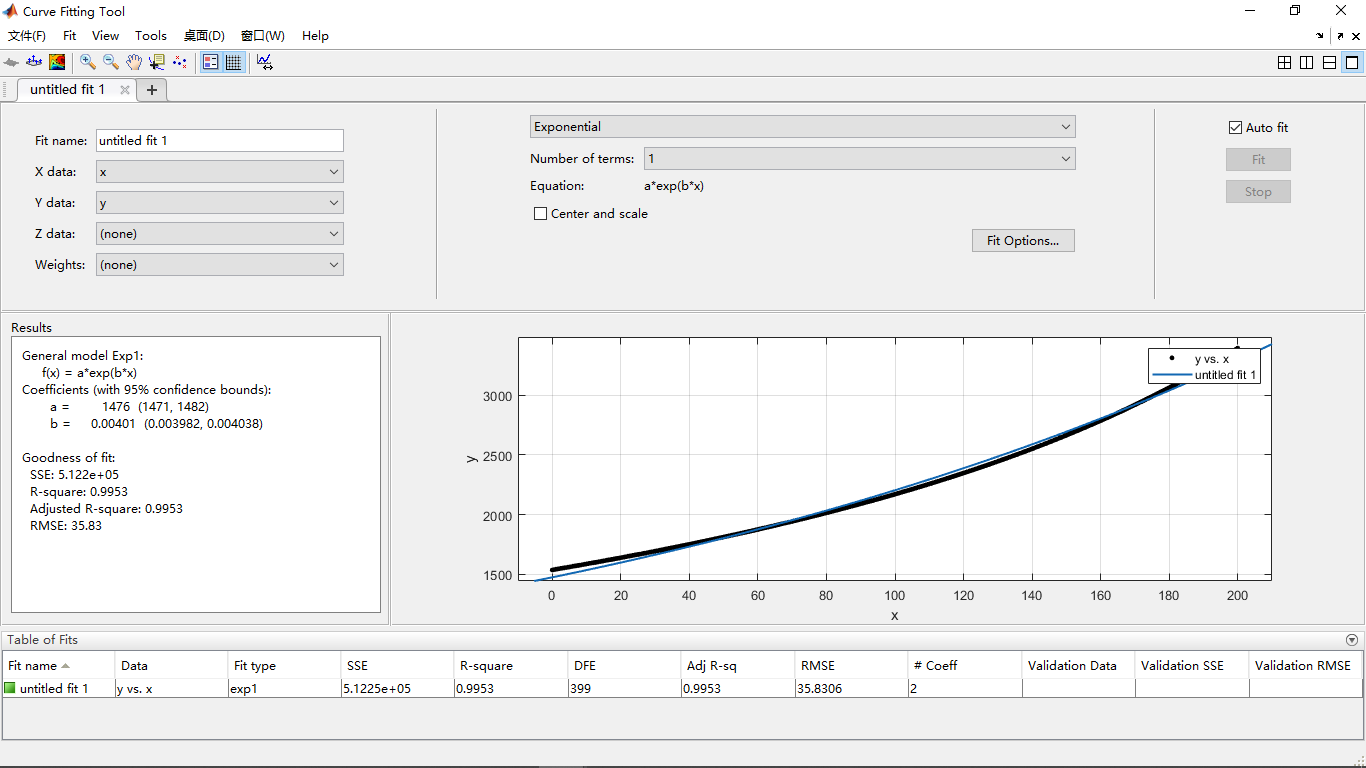 Curve Fitting Tool
文件(F) Fit View Tools 桌面(D) 窗口(W) Help
untitled fit 1
Fit name: untitled fit 1
X data: x
Y data: y
Z data: (none)
Weights: (none)
Exponential
Number of terms: 1
Equation: a*exp(b*x)
Center and scale
Fit Options...
Auto fit
Fit
Stop
Results
General model Exp1:
f(x) = a*exp(b*x)
Coefficients (with 95% confidence bounds):
a = 1476 (1471, 1482)
b = 0.00401 (0.003982, 0.004038)
Goodness of fit:
SSE: 5.122e+05
R-square: 0.9953
Adjusted R-square: 0.9953
RMSE: 35.83
y vs. x
untitled fit 1
3000
2500
2000
1500
y
0 20 40 60 80 100 120 140 160 180 200
x
Table of Fits
Fit name Data Fit type SSE R-square DFE Adj R-sq RMSE # Coeff Validation Data Validation SSE Validation RMSE
untitled fit 1 y vs. x exp1 5.1225e+05 0.9953 399 0.9953 35.8306 2